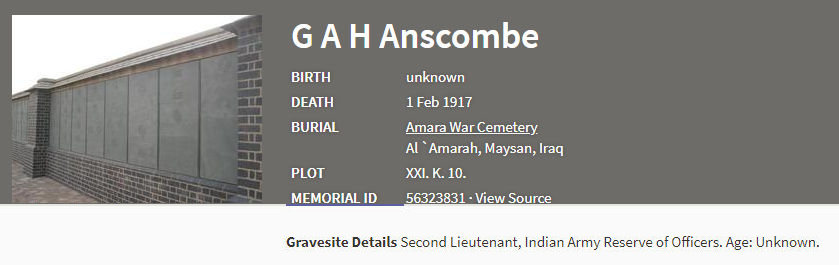 G A H Anscombe
BIRTH unknown
DEATH 1 Feb 1917
BURIAL Amara War Cemetery
Al `Amarah, Maysan, Iraq
PLOT XXI. K. 10.
MEMORIAL ID 56323831 · View Source
Gravesite Details Second Lieutenant, Indian Army Reserve of Officers. Age: Unknown.